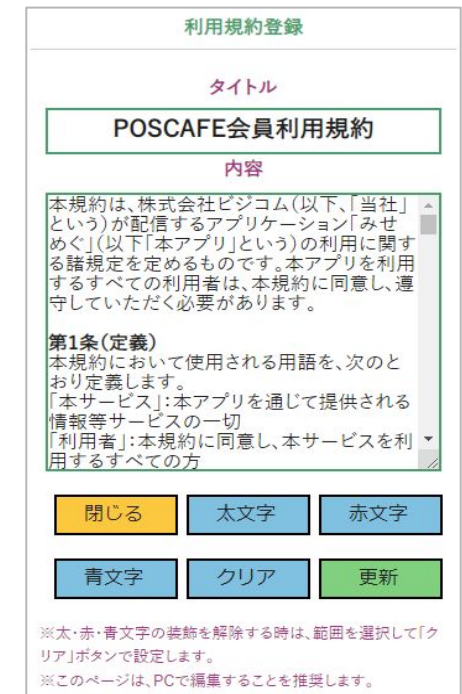 利用規約登録
タイトル
POSCAFE会員利用規約
内容
本規約は、株式会社ビジコム(以下、「当社」
という)が配信するアプリケーション「みせ
めぐ」(以下「本アプリ」という)の利用に関す
る諸規定を定めるものです。本アプリを利用
するすべての利用者は、本規約に同意し、遵
守していただく必要があります。
第1条(定義)
本規約において使用される用語を、次のと
おり定義します。
「本サービス」:本アプリを通じて提供される
情報等サービスの一切
「利用者」:本規約に同意し、本サービスを利
用するすべての方
閉じる 太文字 赤文字
青文字 クリア 更新
※太・赤・青文字の装飾を解除する時は、範囲を選択して「ク
リア」ボタンで設定します。
※このページは、PCで編集することを推奨します。